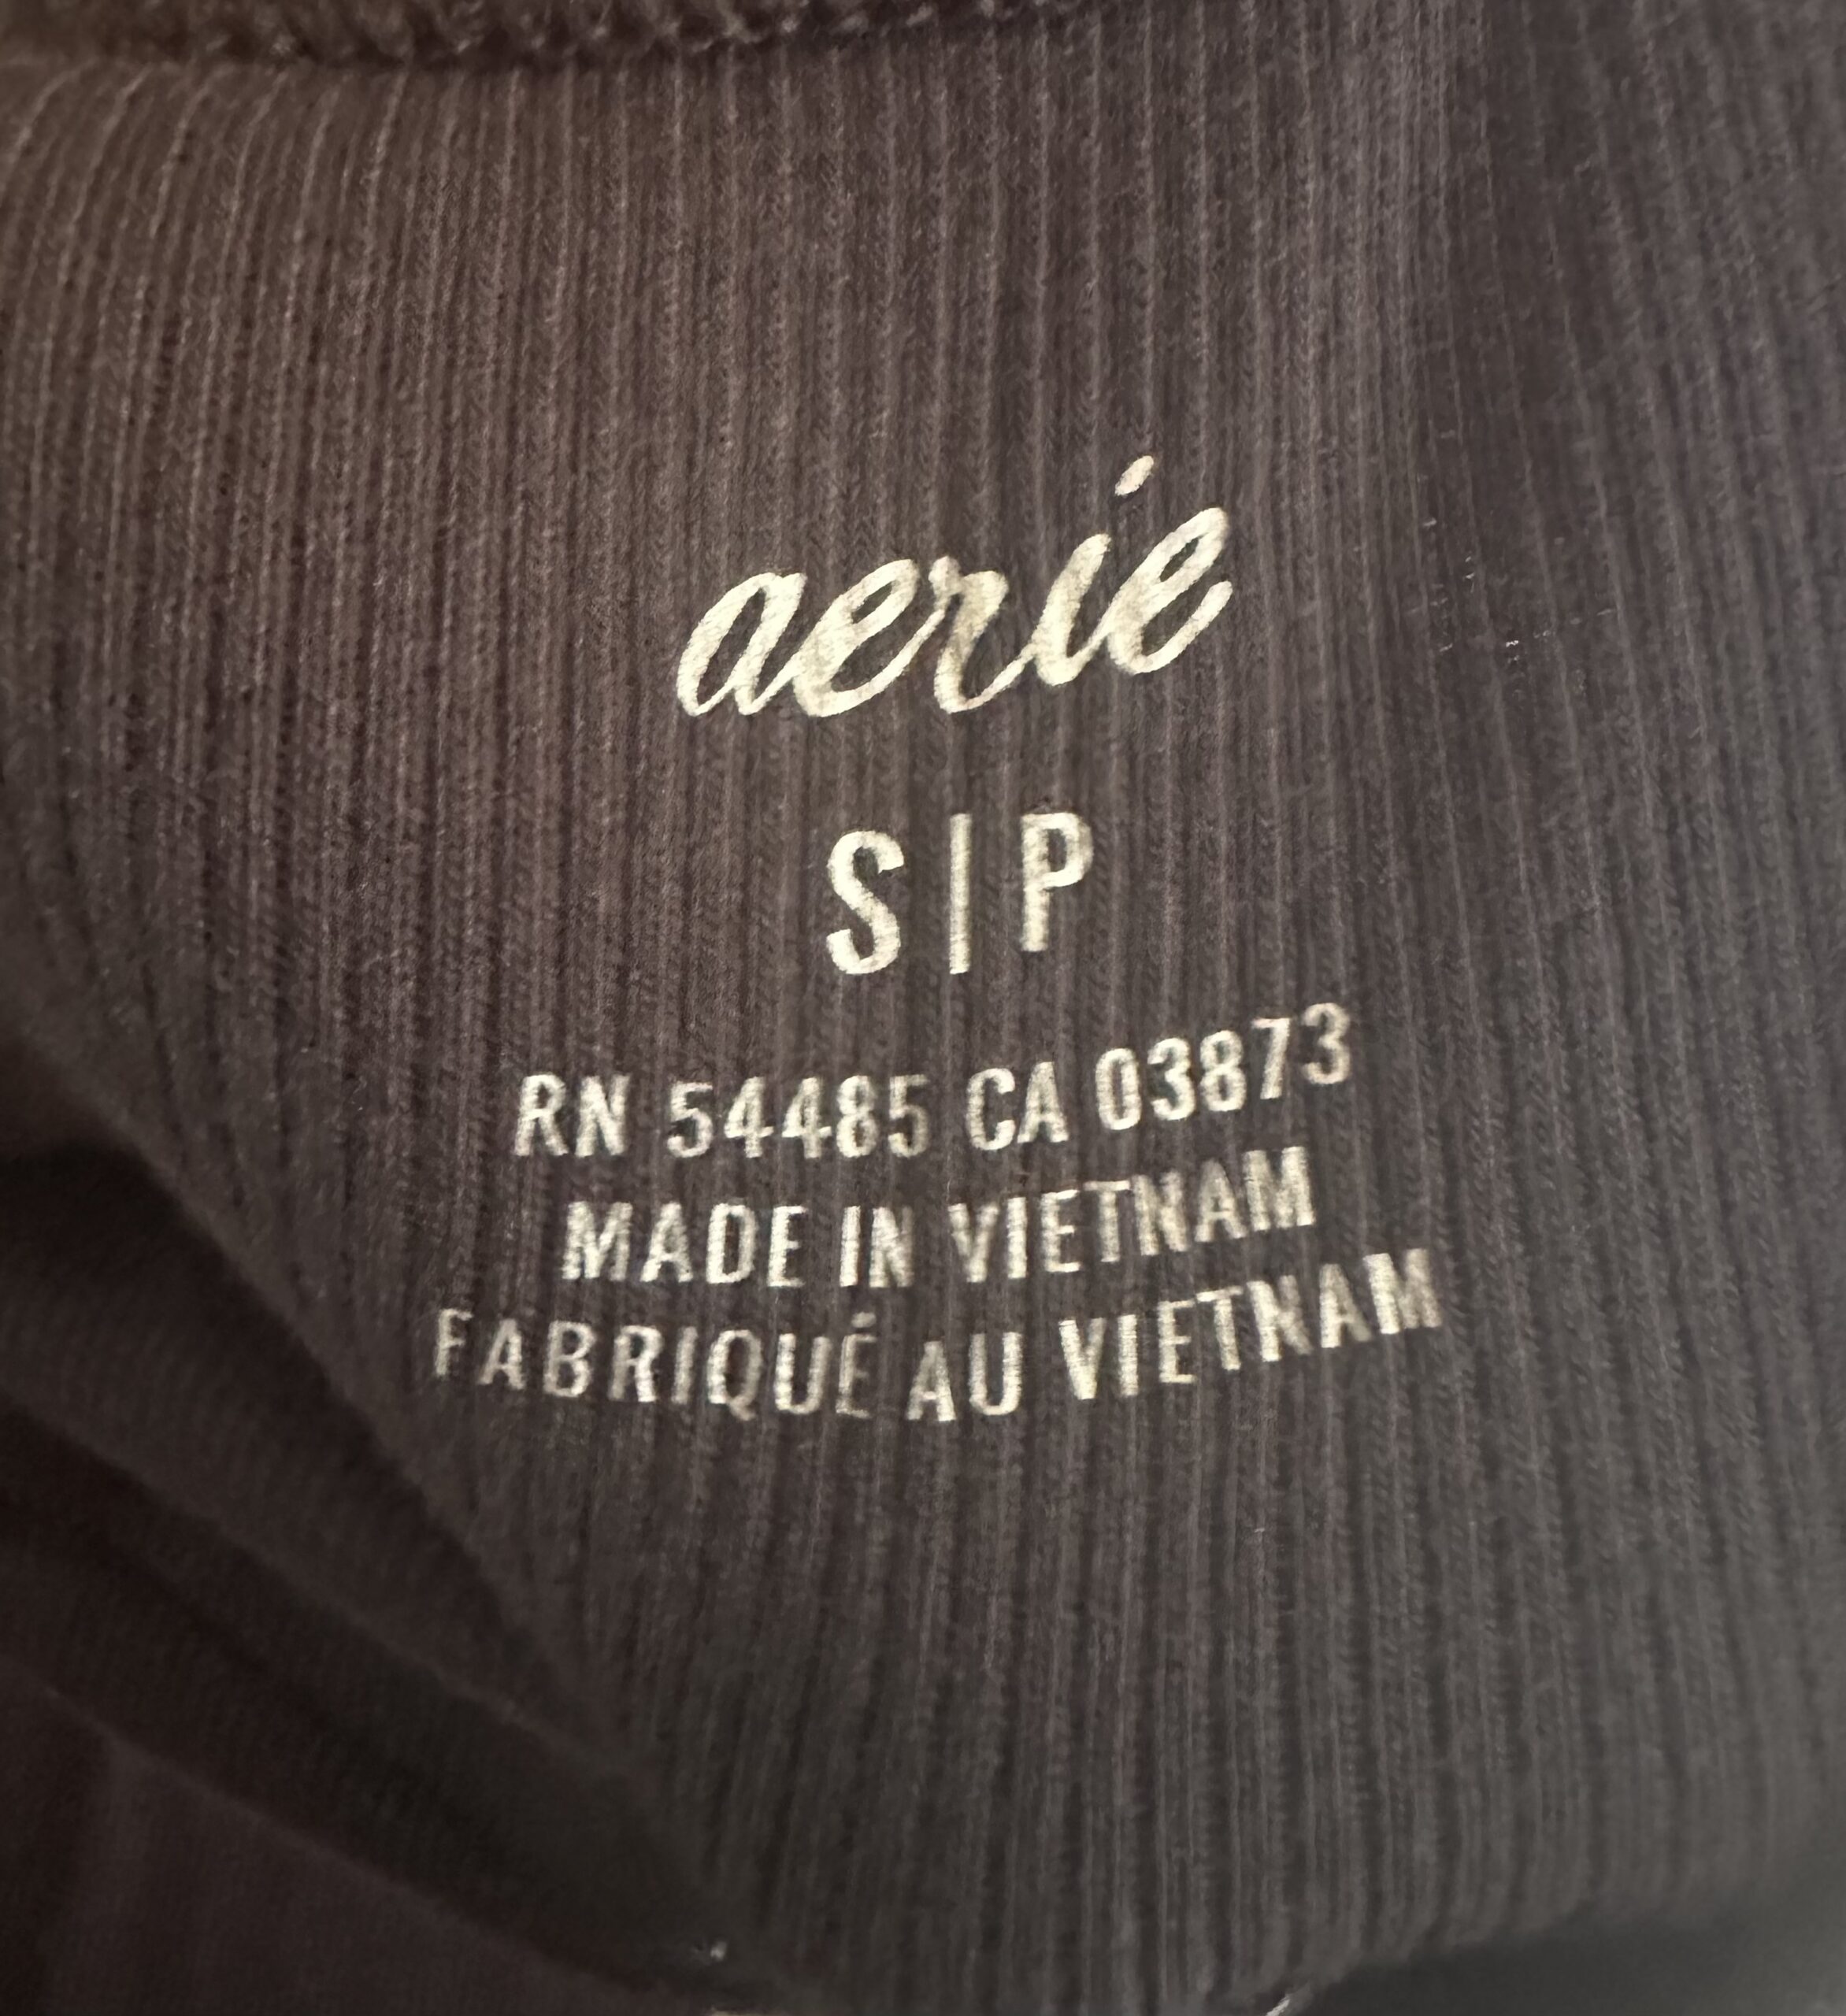 aerie
S | P
RN 54485 CA 03873
MADE IN VIETNAM
FABRIQUÉ AU VIETNAM